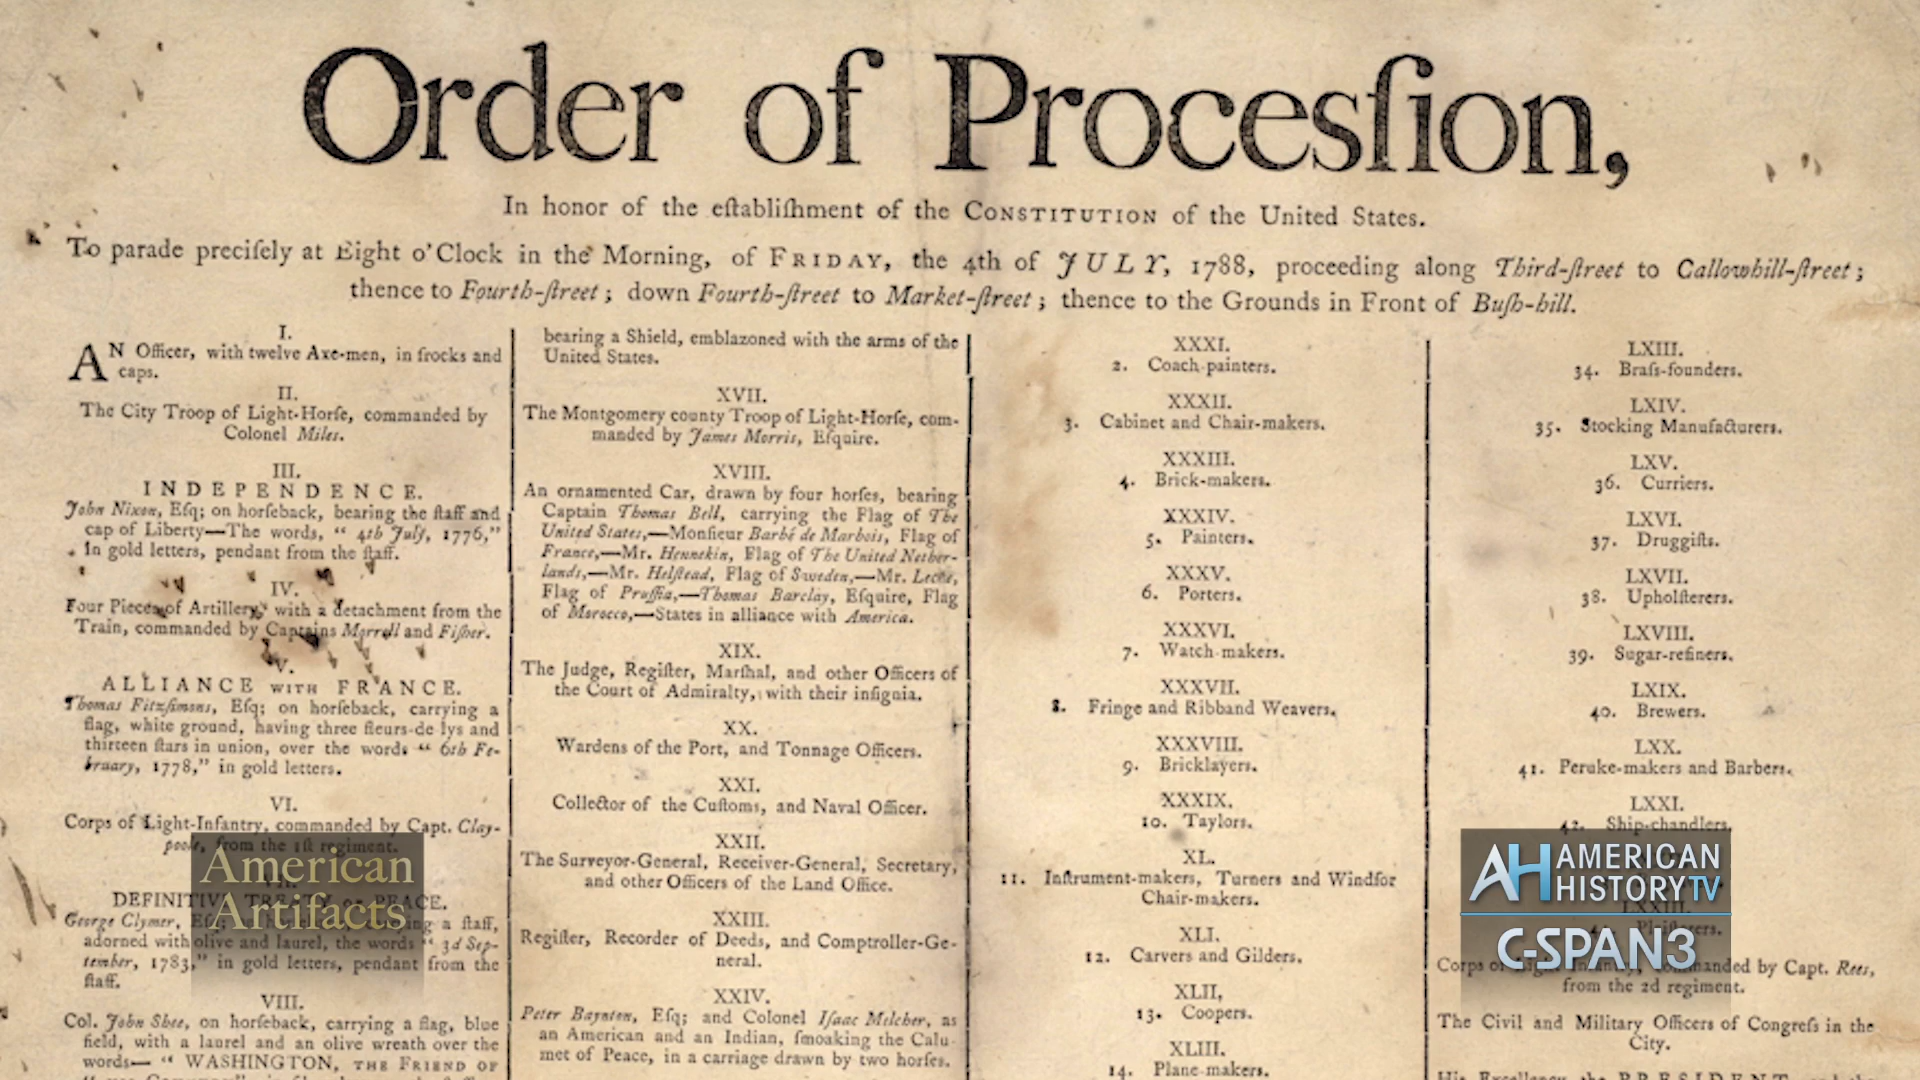 Order of Procesſion,
In honor of the eſtabliſhment of the CONSTITUTION of the United States.
To parade preciſely at Eight o'Clock in the Morning, of FRIDAY, the 4th of JULY, 1788, proceeding along Third-ſtreet to Callowhill-ſtreet;
thence to Fourth-ſtreet; down Fourth-ſtreet to Market-ſtreet; thence to the Grounds in Front of Buſh-hill.
I.
AN Officer, with twelve Axe-men, in frocks and
caps.
II.
The City Troop of Light-Horſe, commanded by
Colonel Miles.
III.
INDEPENDENCE.
John Nixon, Eſq; on horſeback, bearing the ſtaff and
cap of Liberty—The words, "4th July, 1776,"
in gold letters, pendant from the ſtaff.
IV.
Four Pieces of Artillery, with a detachment from the
Train, commanded by Captains Morrell and Fiſher.
V.
ALLIANCE WITH FRANCE.
Thomas Fitzſimons, Eſq; on horſeback, carrying a
flag, white ground, having three fleurs-de-lys and
thirteen ſtars in union, over the words "6th Fe-
bruary, 1778," in gold letters.
VI.
Corps of Light-Infantry, commanded by Capt. Clay-
poole, from the 1ſt regiment.
DEFINITIVE TREATY OF PEACE.
George Clymer, Eſq; carrying a ſtaff,
adorned with olive and laurel, the words "3d Sep-
tember, 1783," in gold letters, pendant from the
ſtaff.
VIII.
Col. John Shee, on horſeback, carrying a flag, blue
field, with a laurel and an olive wreath over the
words— "WASHINGTON, THE FRIEND OF
bearing a Shield, emblazoned with the arms of the
United States.
XVII.
The Montgomery county Troop of Light-Horſe, com-
manded by James Morris, Eſquire.
XVIII.
An ornamented Car, drawn by four horſes, bearing
Captain Thomas Bell, carrying the Flag of The
United States,—Monſieur Barbé de Marbois, Flag of
France,—Mr. Hennekin, Flag of The United Nether-
lands,—Mr. Helſtead, Flag of Sweden,—Mr. Leckie,
Flag of Pruſſia,—Thomas Barclay, Eſquire, Flag
of Morocco,—States in alliance with America.
XIX.
The Judge, Regiſter, Marſhal, and other Officers of
the Court of Admiralty, with their inſignia.
XX.
Wardens of the Port, and Tonnage Officers.
XXI.
Collector of the Cuſtoms, and Naval Officer.
XXII.
The Surveyor-General, Receiver-General, Secretary,
and other Officers of the Land Office.
XXIII.
Regiſter, Recorder of Deeds, and Comptroller-Ge-
neral.
XXIV.
Peter Baynton, Eſq; and Colonel Iſaac Melcher, as
an American and an Indian, ſmoaking the Calu-
met of Peace, in a carriage drawn by two horſes.
XXXI.
2. Coach-painters.
XXXII.
3. Cabinet and Chair-makers.
XXXIII.
4. Brick-makers.
XXXIV.
5. Painters.
XXXV.
6. Porters.
XXXVI.
7. Watch-makers.
XXXVII.
8. Fringe and Ribband Weavers.
XXXVIII.
9. Bricklayers.
XXXIX.
10. Taylors.
XL.
11. Inſtrument-makers, Turners and Windſor
Chair-makers.
XLI.
12. Carvers and Gilders.
XLII,
13. Coopers.
XLIII.
14. Plane-makers.
LXIII.
34. Braſs-founders.
LXIV.
35. Stocking Manufacturers.
LXV.
36. Curriers.
LXVI.
37. Druggiſts.
LXVII.
38. Upholſterers.
LXVIII.
39. Sugar-refiners.
LXIX.
40. Brewers.
LXX.
41. Peruke-makers and Barbers.
LXXI.
42. Ship-chandlers.
LXXIII.
Plaiſterers.
Corps of Light Infantry, commanded by Capt. Rees,
from the 2d regiment.
The Civil and Military Officers of Congreſs in the
City.
His Excellency the PRESIDENT, and the
American
Artifacts
AH AMERICAN
HISTORY TV
C-SPAN3